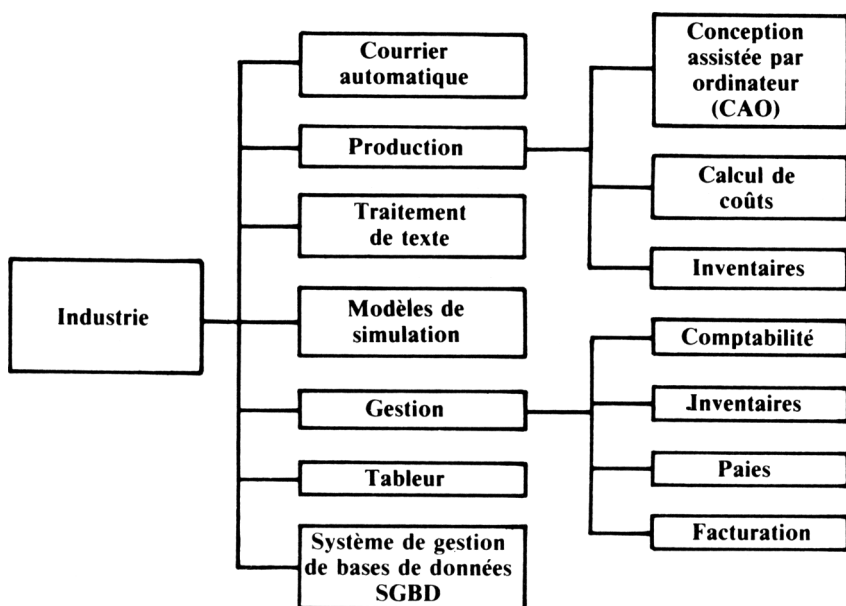 Industrie
Courrier
automatique
Production
Traitement
de texte
Modèles de
simulation
Gestion
Tableur
Système de gestion
de bases de données
SGBD
Conception
assistée par
ordinateur
(CAO)
Calcul de
coûts
Inventaires
Comptabilité
Inventaires
Paies
Facturation